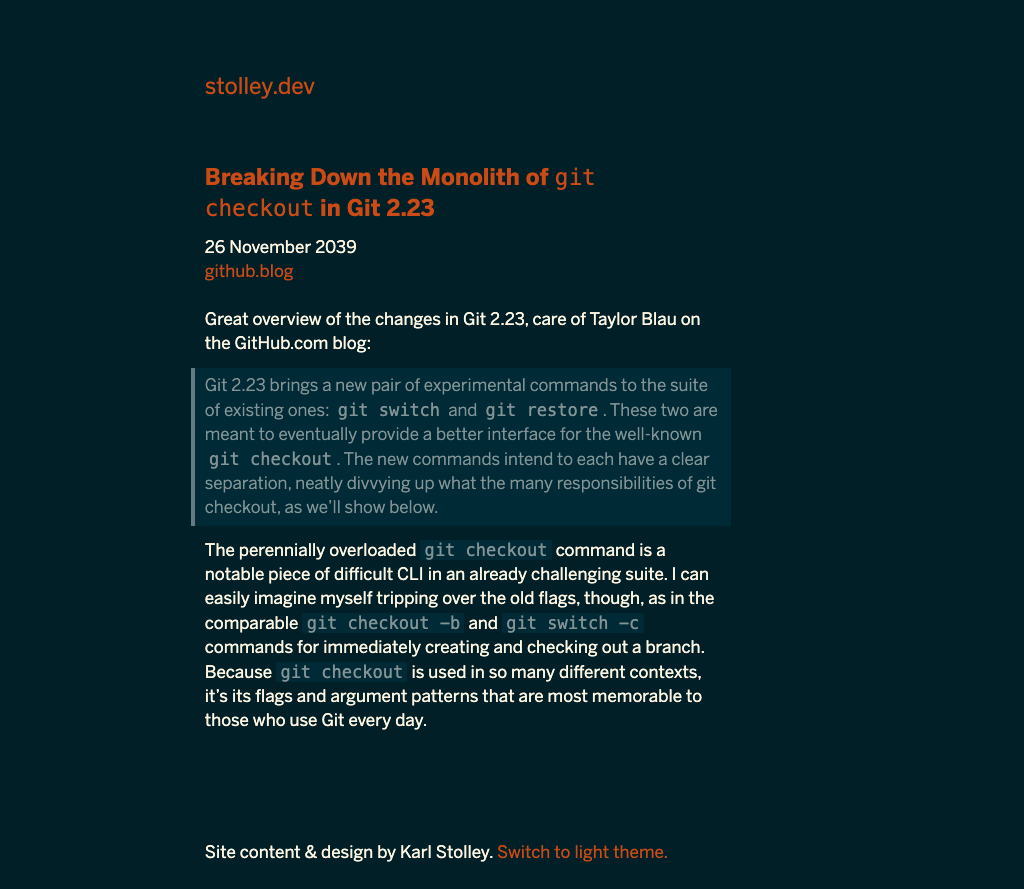 stolley.dev
Breaking Down the Monolith of git
checkout in Git 2.23
26 November 2039
github.blog
Great overview of the changes in Git 2.23, care of Taylor Blau on
the GitHub.com blog:
Git 2.23 brings a new pair of experimental commands to the suite
of existing ones: git switch and git restore. These two are
meant to eventually provide a better interface for the well-known
git checkout. The new commands intend to each have a clear
separation, neatly divvying up what the many responsibilities of git
checkout, as we’ll show below.
The perennially overloaded git checkout command is a
notable piece of difficult CLI in an already challenging suite. I can
easily imagine myself tripping over the old flags, though, as in the
comparable git checkout –b and git switch –c
commands for immediately creating and checking out a branch.
Because git checkout is used in so many different contexts,
it’s its flags and argument patterns that are most memorable to
those who use Git every day.
Site content & design by Karl Stolley. Switch to light theme.